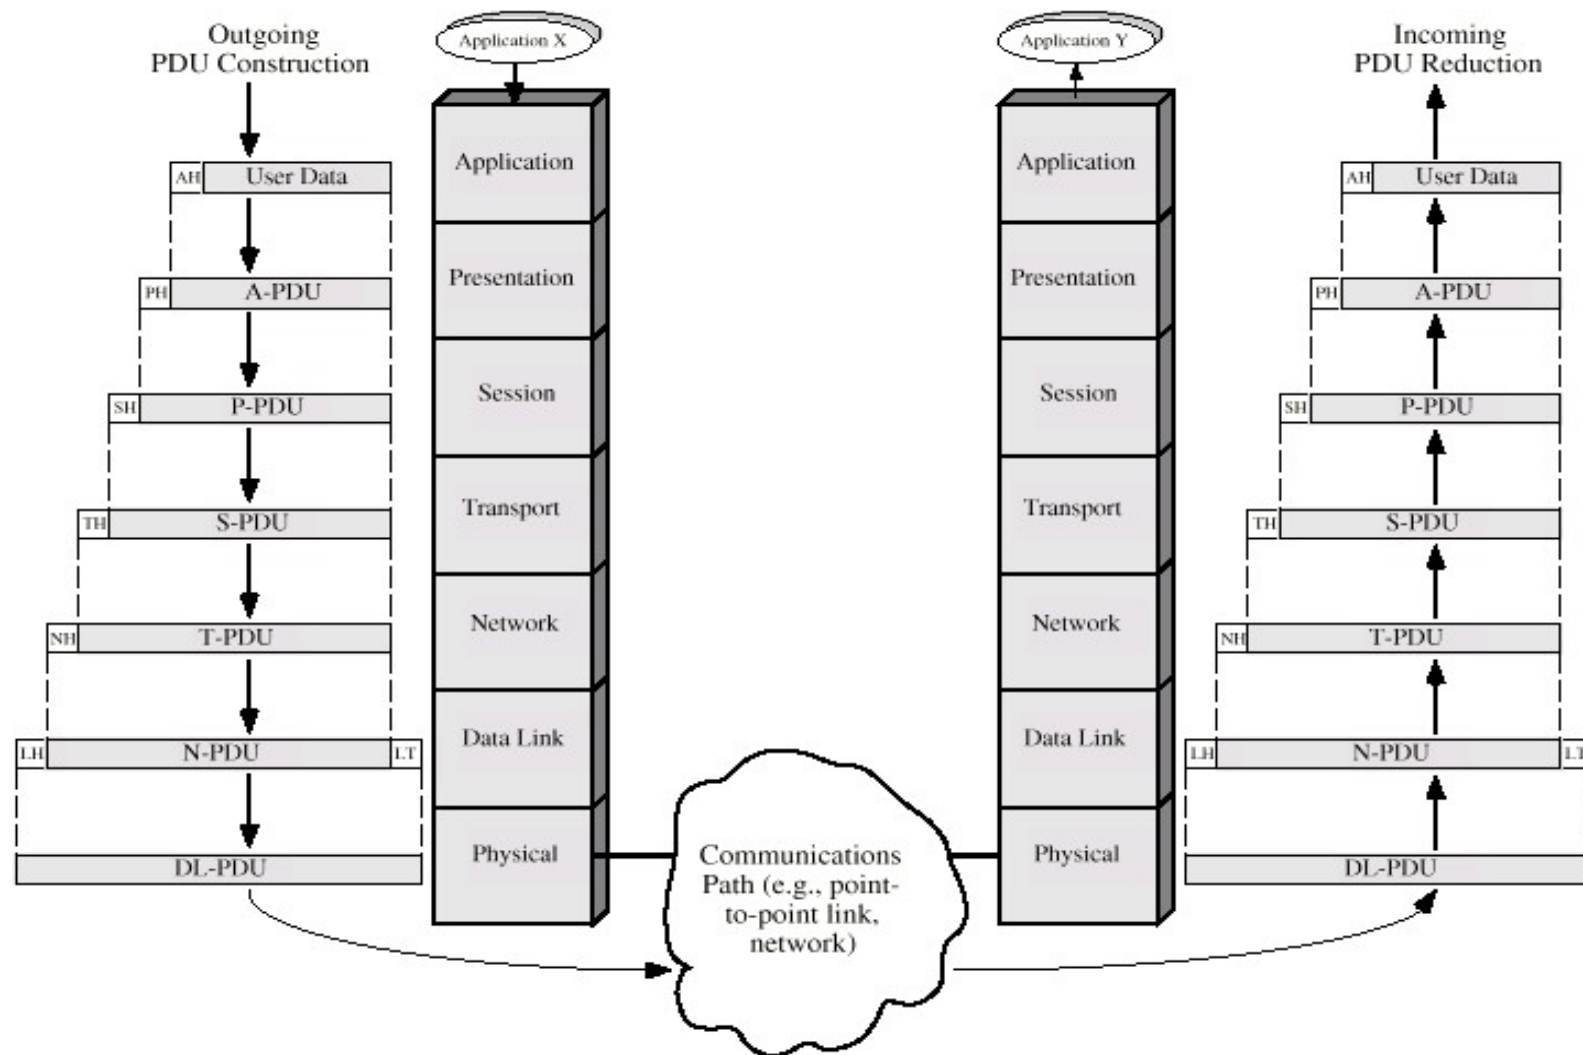 Outgoing
PDU Construction
Application X
Application Y
Incoming
PDU Reduction
AH User Data
PH A-PDU
SH P-PDU
TH S-PDU
NH T-PDU
LH N-PDU LT
DL-PDU
Application
Presentation
Session
Transport
Network
Data Link
Physical
Communications
Path (e.g., point-
to-point link,
network)
Application
Presentation
Session
Transport
Network
Data Link
Physical
AH User Data
PH A-PDU
SH P-PDU
TH S-PDU
NH T-PDU
LH N-PDU LT
DL-PDU